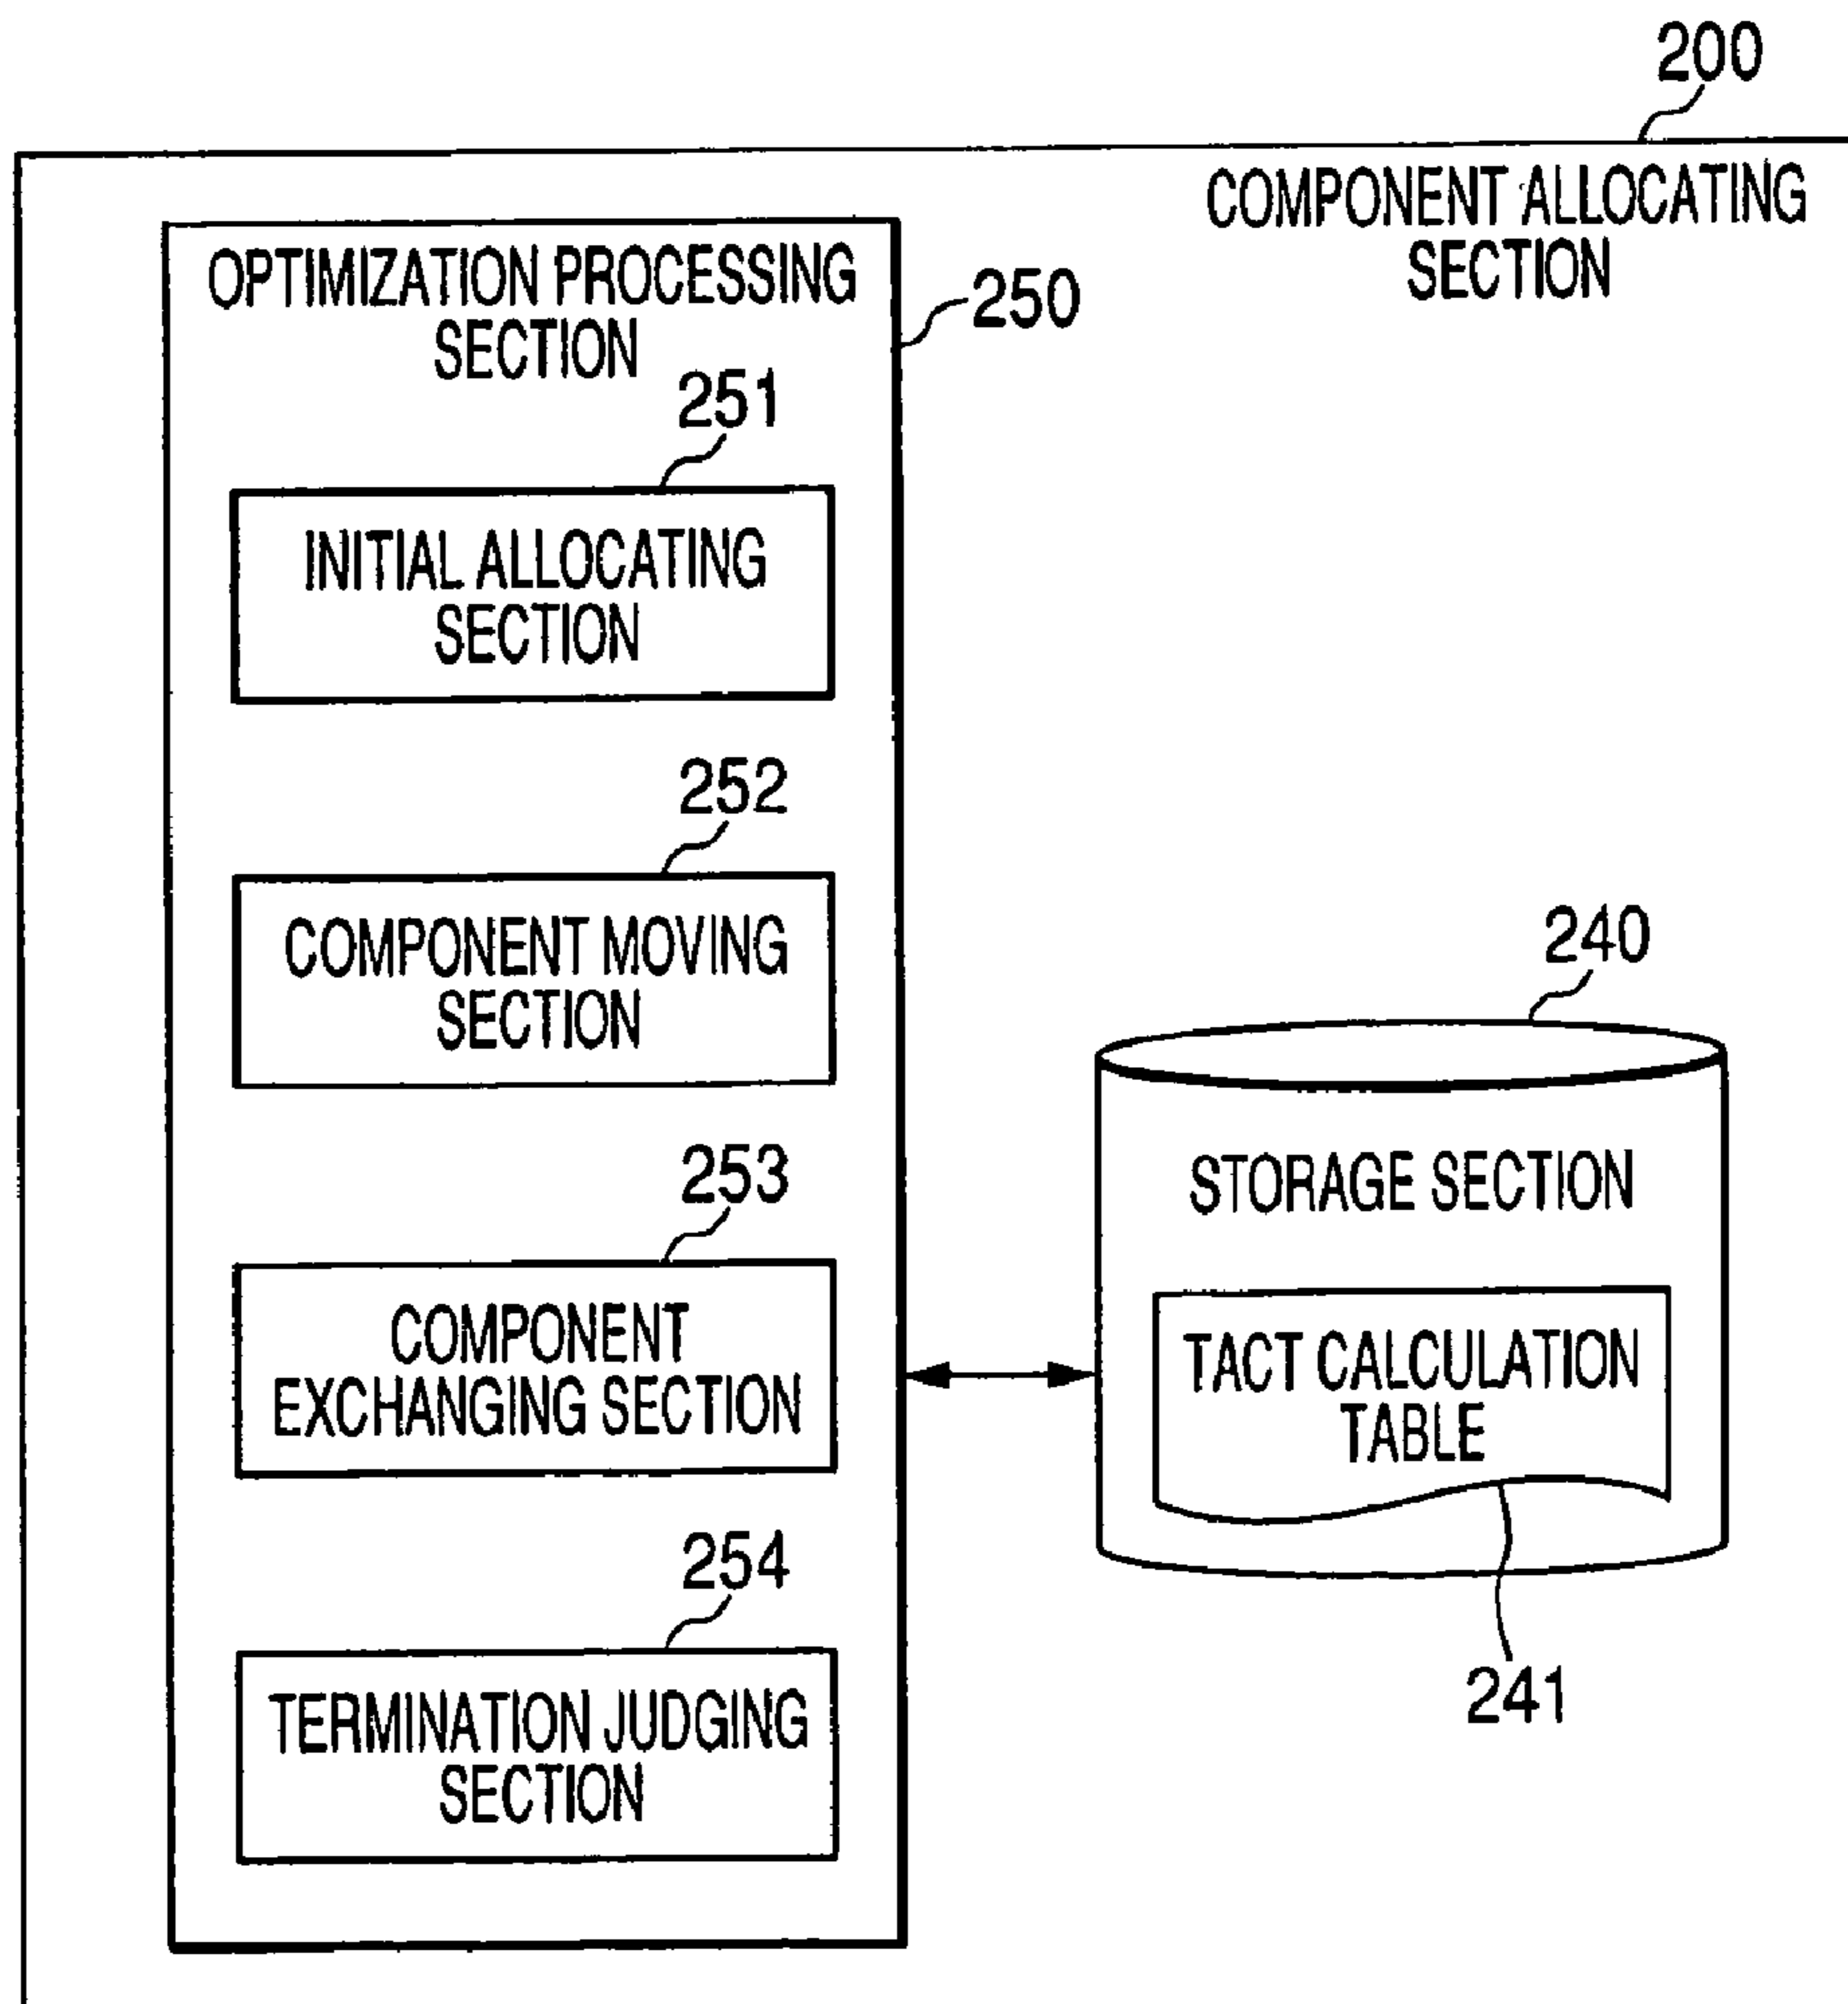 200
COMPONENT ALLOCATING
SECTION
OPTIMIZATION PROCESSING
SECTION
250
251
INITIAL ALLOCATING
SECTION
252
COMPONENT MOVING
SECTION
240
STORAGE SECTION
253
COMPONENT
EXCHANGING SECTION
TACT CALCULATION
TABLE
254
TERMINATION JUDGING
SECTION
241